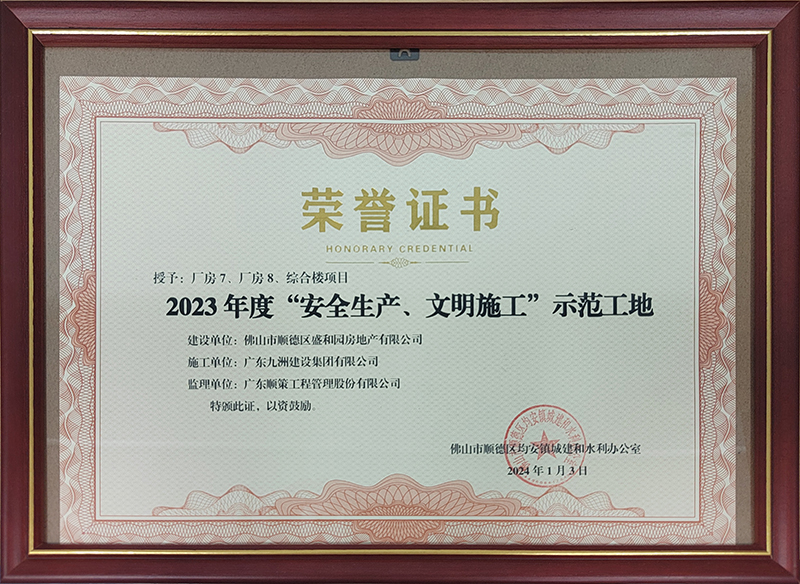 荣誉证书
HONORARY CREDENTIAL
授予：厂房7、厂房8、综合楼项目
2023年度“安全生产、文明施工”示范工地
建设单位：佛山市顺德区盛和园房地产有限公司
施工单位：广东九洲建设集团有限公司
监理单位：广东顺策工程管理股份有限公司
特颁此证，以资鼓励。
佛山市顺德区均安镇城建和水利办公室
2024年1月3日